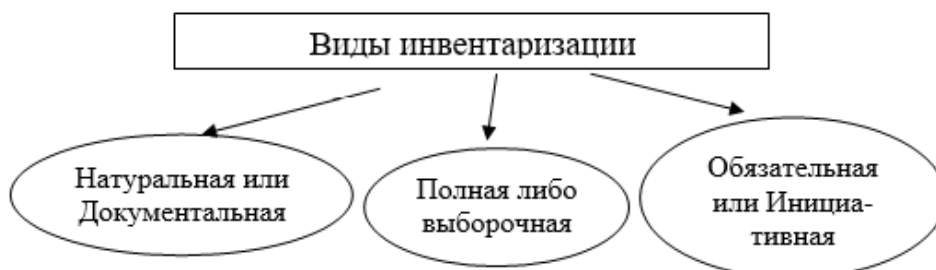 Виды инвентаризации
Натуральная или
Документальная
Полная либо
выборочная
Обязательная
или Инициа-
тивная